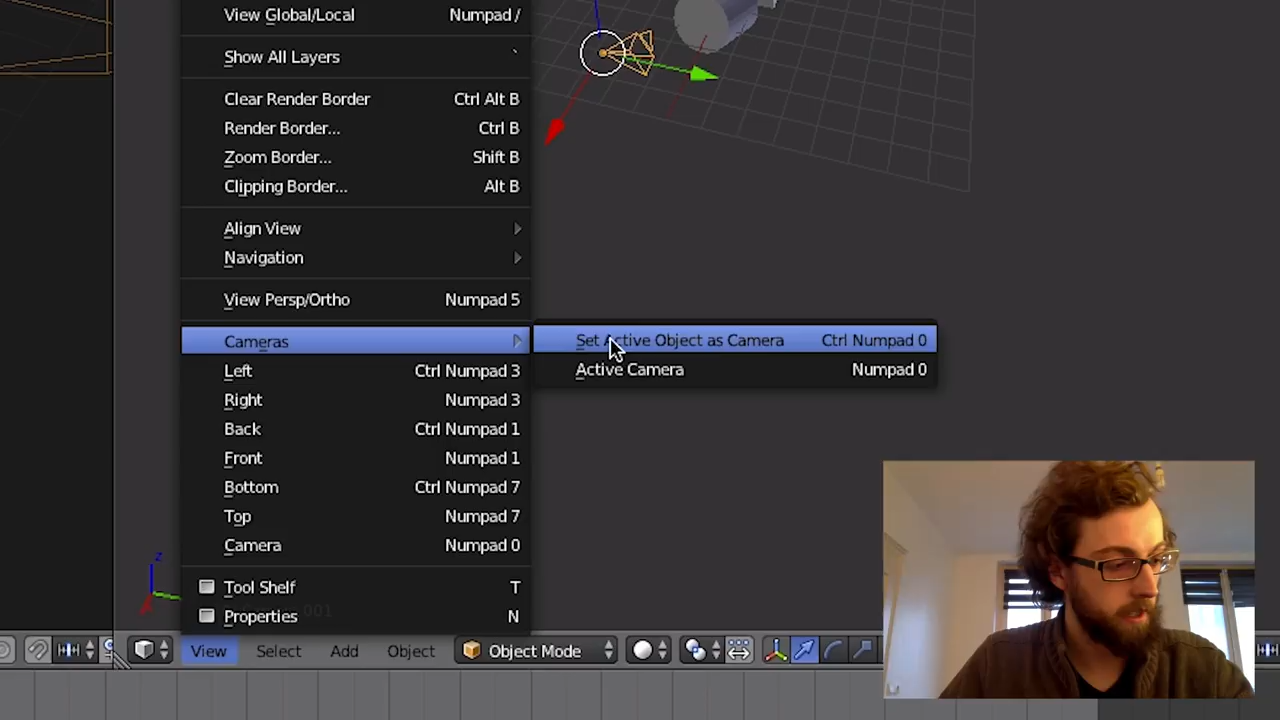 View Global/Local Numpad /
Show All Layers `
Clear Render Border Ctrl Alt B
Render Border... Ctrl B
Zoom Border... Shift B
Clipping Border... Alt B
Align View
Navigation
View Persp/Ortho Numpad 5
Cameras
Set Active Object as Camera Ctrl Numpad 0
Active Camera Numpad 0
Left Ctrl Numpad 3
Right Numpad 3
Back Ctrl Numpad 1
Front Numpad 1
Bottom Ctrl Numpad 7
Top Numpad 7
Camera Numpad 0
z
Tool Shelf T
Properties N
View Select Add Object Object Mode